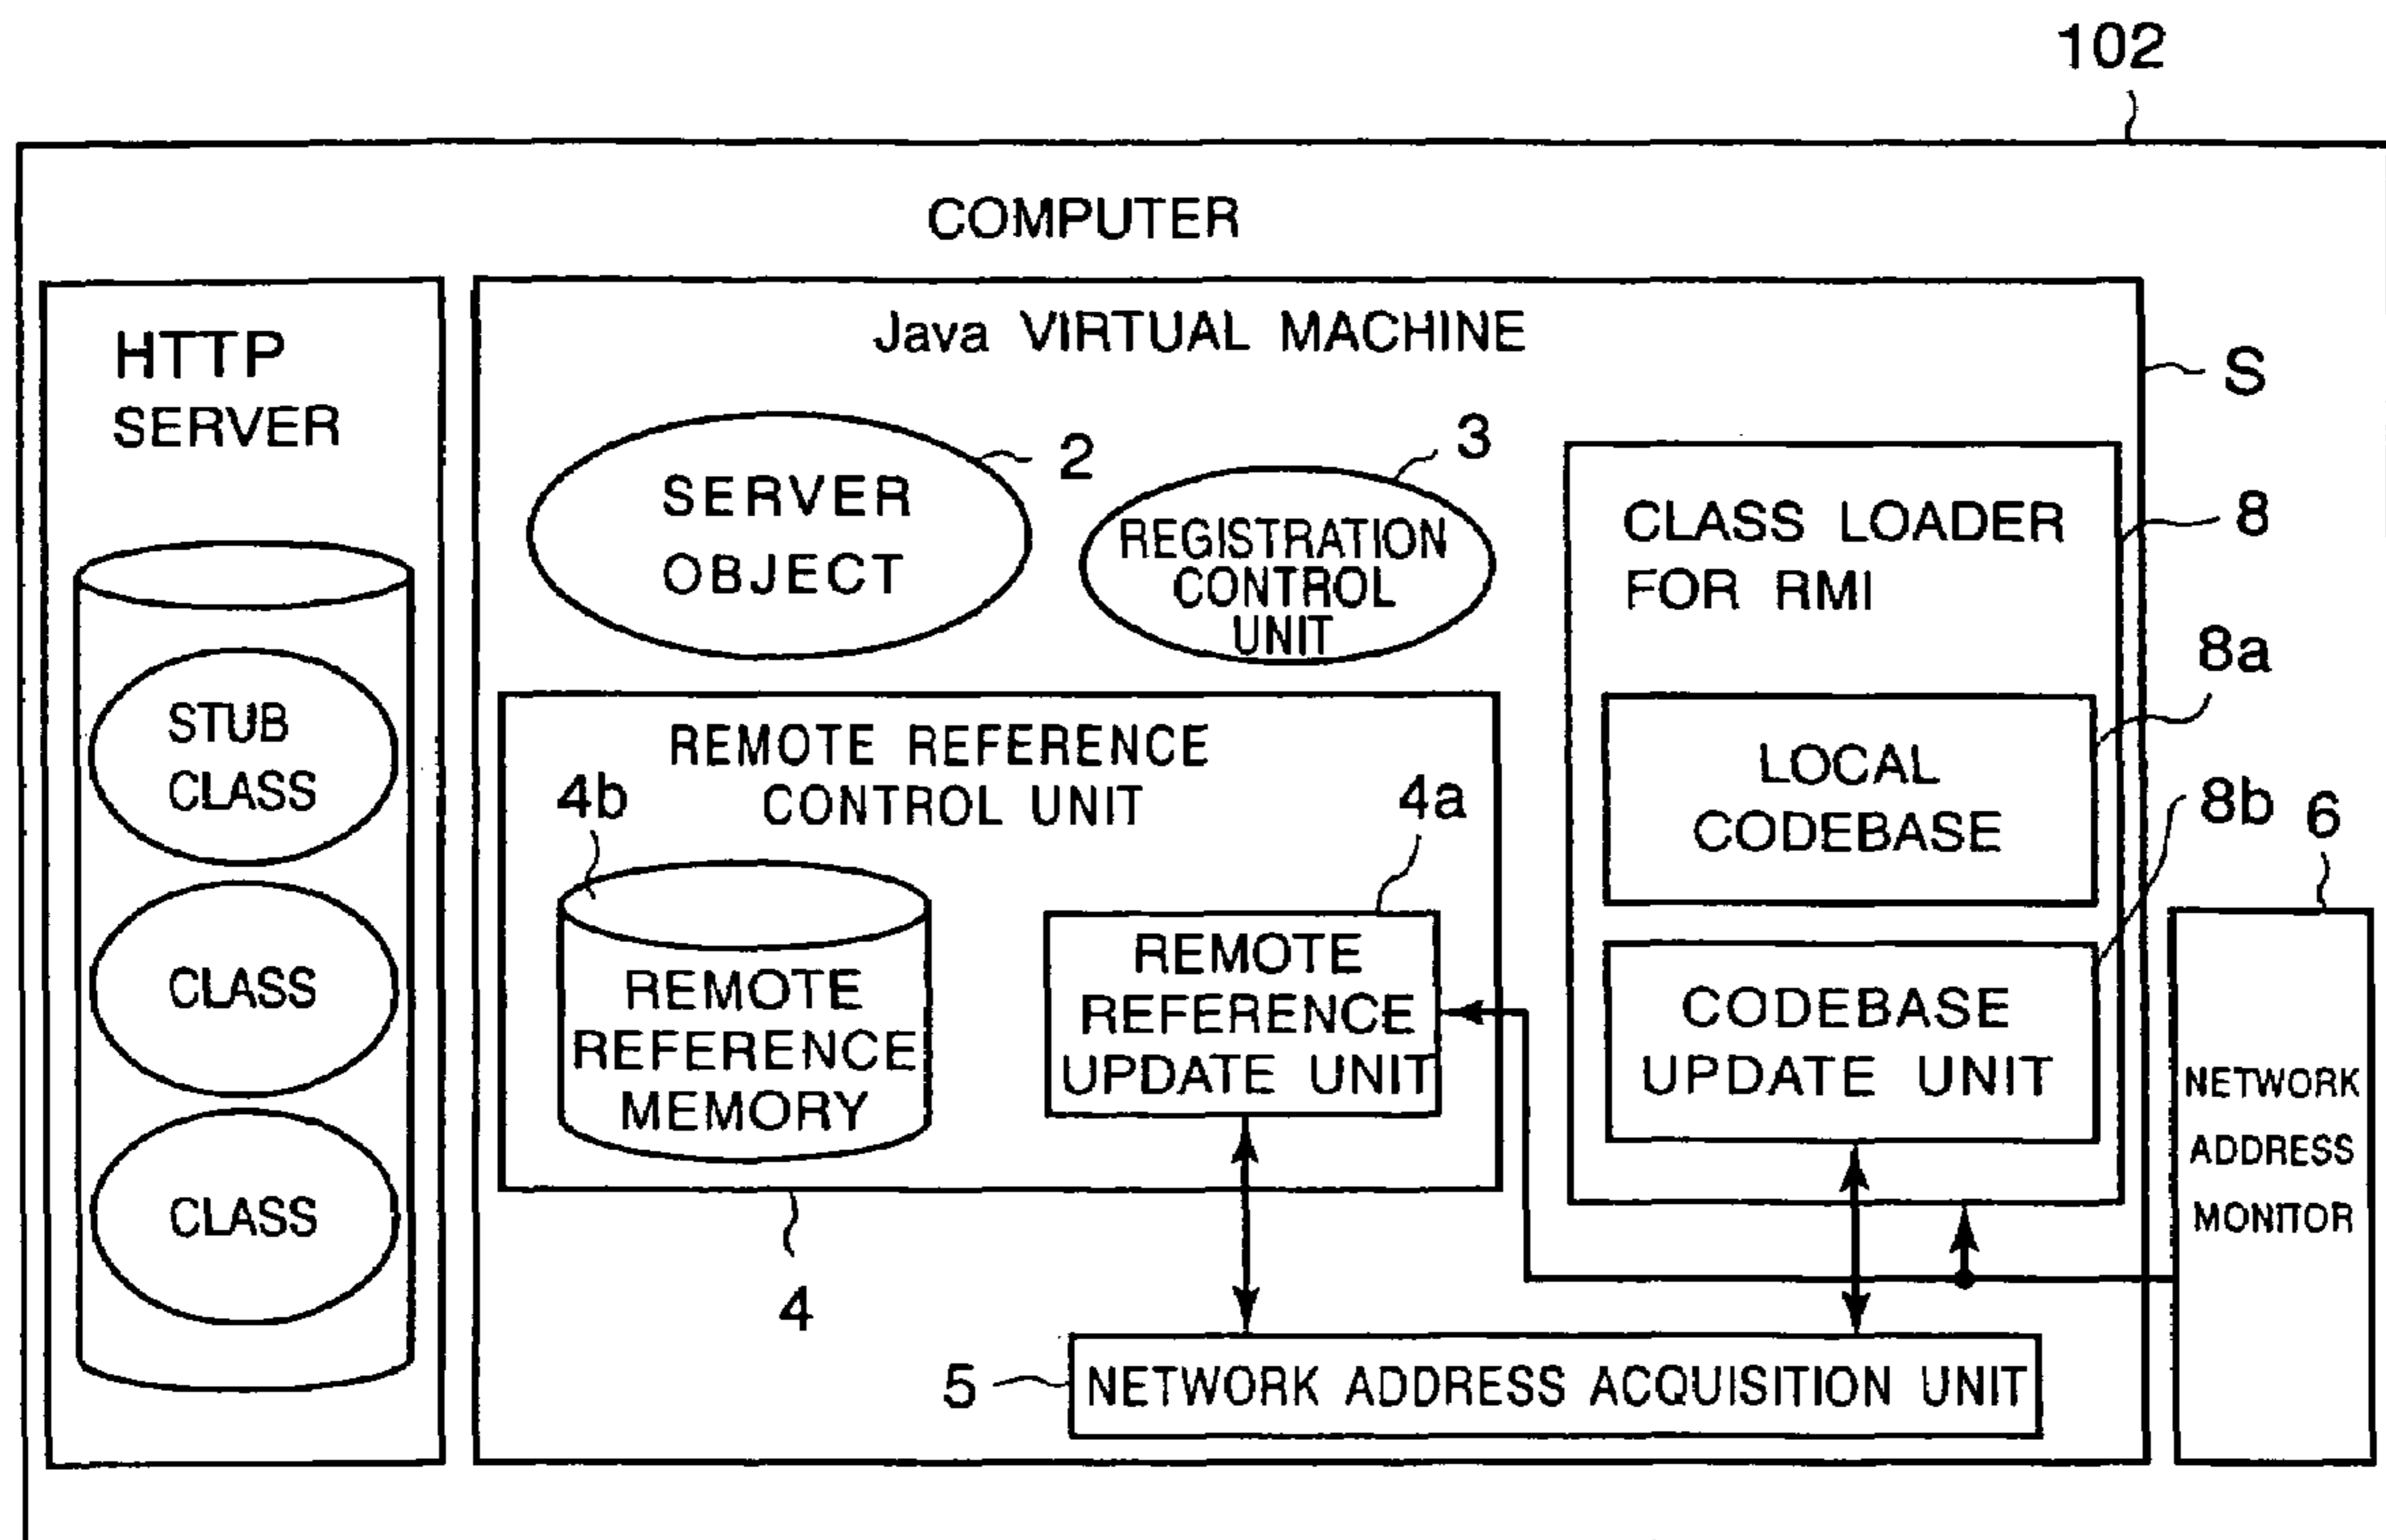 102
COMPUTER
HTTP
SERVER
STUB
CLASS
CLASS
CLASS
Java VIRTUAL MACHINE
S
SERVER
OBJECT
2
REGISTRATION
CONTROL
UNIT
3
CLASS LOADER
FOR RMI
8
LOCAL
CODEBASE
8a
CODEBASE
UPDATE UNIT
8b
REMOTE REFERENCE
CONTROL UNIT
4b
4a
REMOTE
REFERENCE
MEMORY
REMOTE
REFERENCE
UPDATE UNIT
4
5
NETWORK ADDRESS ACQUISITION UNIT
6
NETWORK
ADDRESS
MONITOR